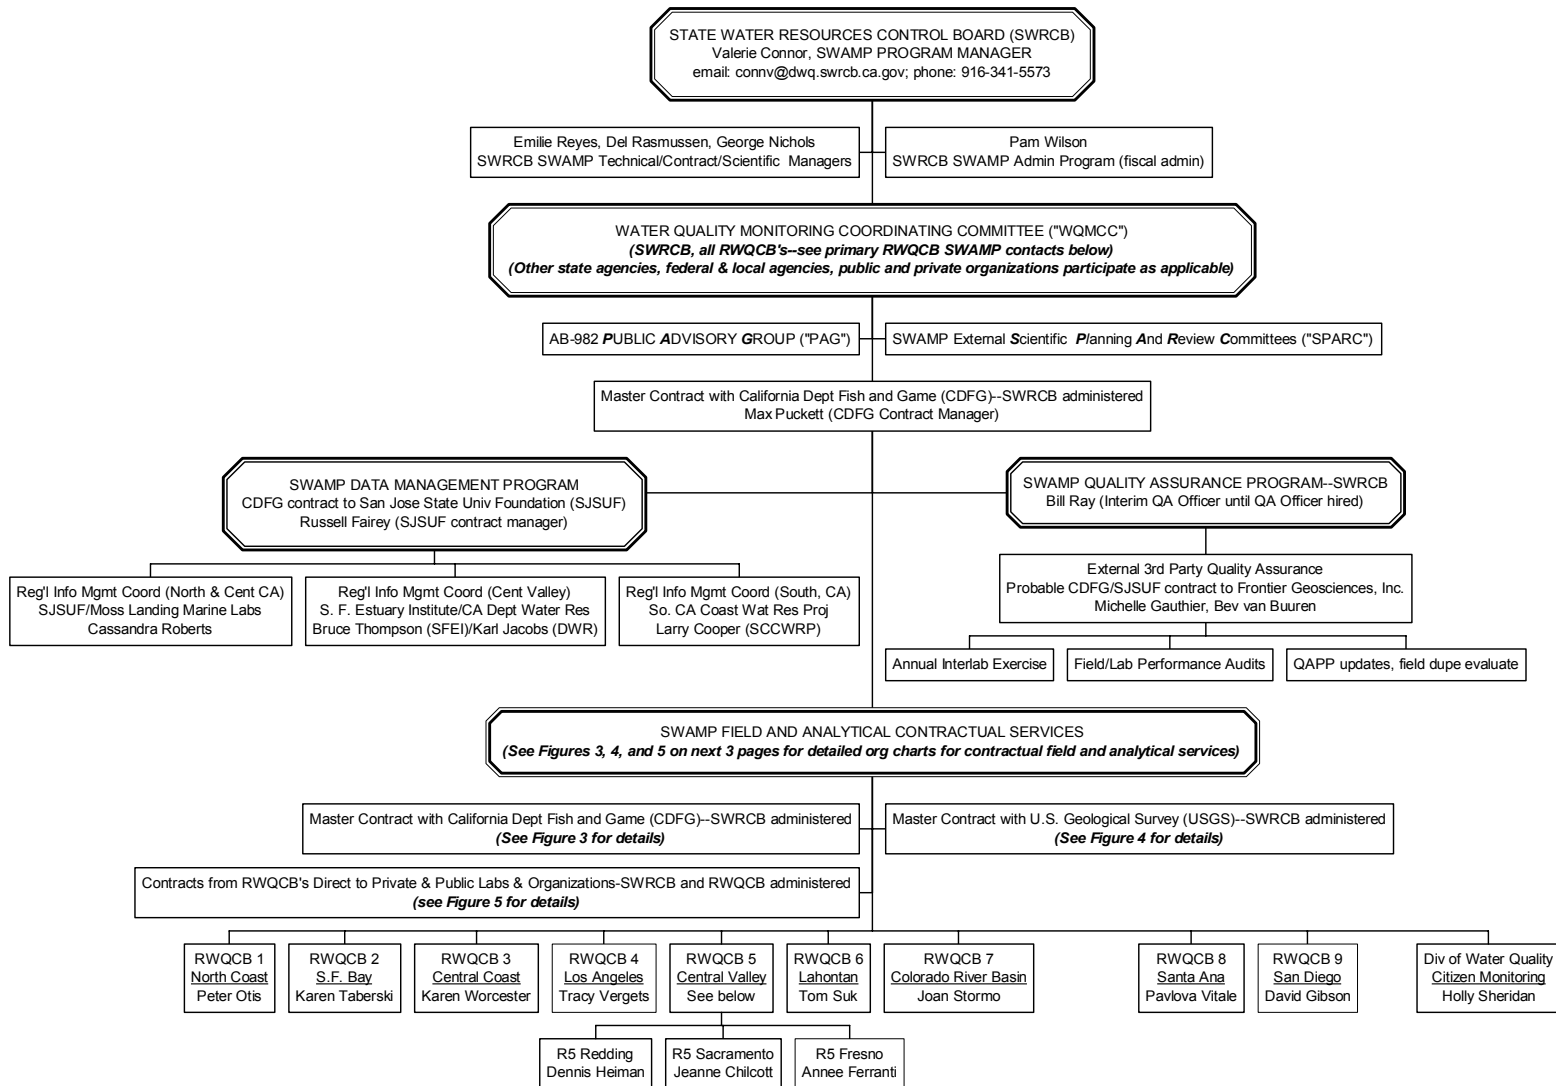 STATE WATER RESOURCES CONTROL BOARD (SWRCB)
Valerie Connor, SWAMP PROGRAM MANAGER
email: connv@dwq.swrcb.ca.gov; phone: 916-341-5573
Emilie Reyes, Del Rasmussen, George Nichols
SWRCB SWAMP Technical/Contract/Scientific Managers
Pam Wilson
SWRCB SWAMP Admin Program (fiscal admin)
WATER QUALITY MONITORING COORDINATING COMMITTEE ("WQMCC")
(SWRCB, all RWQCB's--see primary RWQCB SWAMP contacts below)
(Other state agencies, federal & local agencies, public and private organizations participate as applicable)
AB-982 PUBLIC ADVISORY GROUP ("PAG")
SWAMP External Scientific Planning And Review Committees ("SPARC")
Master Contract with California Dept Fish and Game (CDFG)--SWRCB administered
Max Puckett (CDFG Contract Manager)
SWAMP DATA MANAGEMENT PROGRAM
CDFG contract to San Jose State Univ Foundation (SJSUF)
Russell Fairey (SJSUF contract manager)
SWAMP QUALITY ASSURANCE PROGRAM--SWRCB
Bill Ray (Interim QA Officer until QA Officer hired)
Reg'l Info Mgmt Coord (North & Cent CA)
SJSUF/Moss Landing Marine Labs
Cassandra Roberts
Reg'l Info Mgmt Coord (Cent Valley)
S. F. Estuary Institute/CA Dept Water Res
Bruce Thompson (SFEI)/Karl Jacobs (DWR)
Reg'l Info Mgmt Coord (South, CA)
So. CA Coast Wat Res Proj
Larry Cooper (SCCWRP)
External 3rd Party Quality Assurance
Probable CDFG/SJSUF contract to Frontier Geosciences, Inc.
Michelle Gauthier, Bev van Buuren
Annual Interlab Exercise
Field/Lab Performance Audits
QAPP updates, field dupe evaluate
SWAMP FIELD AND ANALYTICAL CONTRACTUAL SERVICES
(See Figures 3, 4, and 5 on next 3 pages for detailed org charts for contractual field and analytical services)
Master Contract with California Dept Fish and Game (CDFG)--SWRCB administered
(See Figure 3 for details)
Master Contract with U.S. Geological Survey (USGS)--SWRCB administered
(See Figure 4 for details)
Contracts from RWQCB's Direct to Private & Public Labs & Organizations-SWRCB and RWQCB administered
(see Figure 5 for details)
RWQCB 1
North Coast
Peter Otis
RWQCB 2
S.F. Bay
Karen Taberski
RWQCB 3
Central Coast
Karen Worcester
RWQCB 4
Los Angeles
Tracy Vergets
RWQCB 5
Central Valley
See below
RWQCB 6
Lahontan
Tom Suk
RWQCB 7
Colorado River Basin
Joan Stormo
RWQCB 8
Santa Ana
Pavlova Vitale
RWQCB 9
San Diego
David Gibson
Div of Water Quality
Citizen Monitoring
Holly Sheridan
R5 Redding
Dennis Heiman
R5 Sacramento
Jeanne Chilcott
R5 Fresno
Annee Ferranti